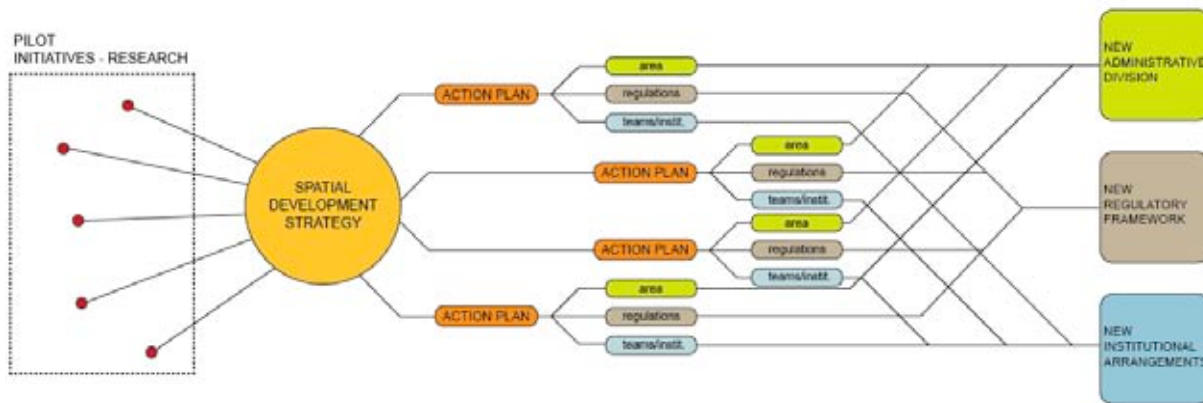 PILOT
INITIATIVES - RESEARCH
SPATIAL
DEVELOPMENT
STRATEGY
ACTION PLAN
area
regulations
teams/instit.
ACTION PLAN
area
regulations
teams/instit.
ACTION PLAN
area
regulations
teams/instit.
ACTION PLAN
area
regulations
teams/instit.
NEW
ADMINISTRATIVE
DIVISION
NEW
REGULATORY
FRAMEWORK
NEW
INSTITUTIONAL
ARRANGEMENTS